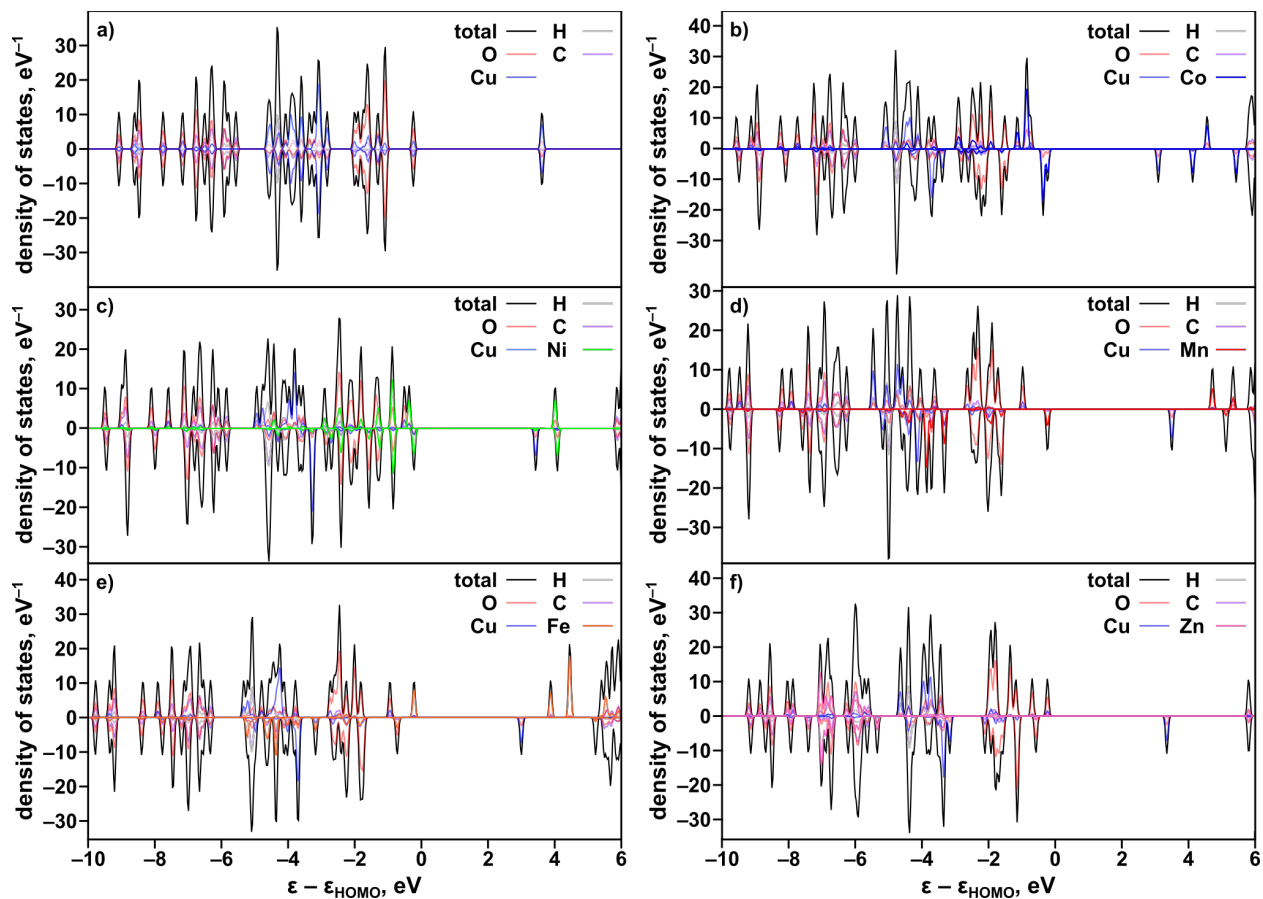 a) total H
O C
Cu
density of states, eV⁻¹
30
20
10
0
−10
−20
−30
b) total H
O C
Cu Co
density of states, eV⁻¹
40
30
20
10
0
−10
−20
−30
c) total H
O C
Cu Ni
density of states, eV⁻¹
30
20
10
0
−10
−20
−30
d) total H
O C
Cu Mn
density of states, eV⁻¹
30
20
10
0
−10
−20
−30
e) total H
O C
Cu Fe
density of states, eV⁻¹
40
30
20
10
0
−10
−20
−30
−10 −8 −6 −4 −2 0 2 4 6
ε − εHOMO, eV
f) total H
O C
Cu Zn
density of states, eV⁻¹
40
30
20
10
0
−10
−20
−30
−10 −8 −6 −4 −2 0 2 4 6
ε − εHOMO, eV